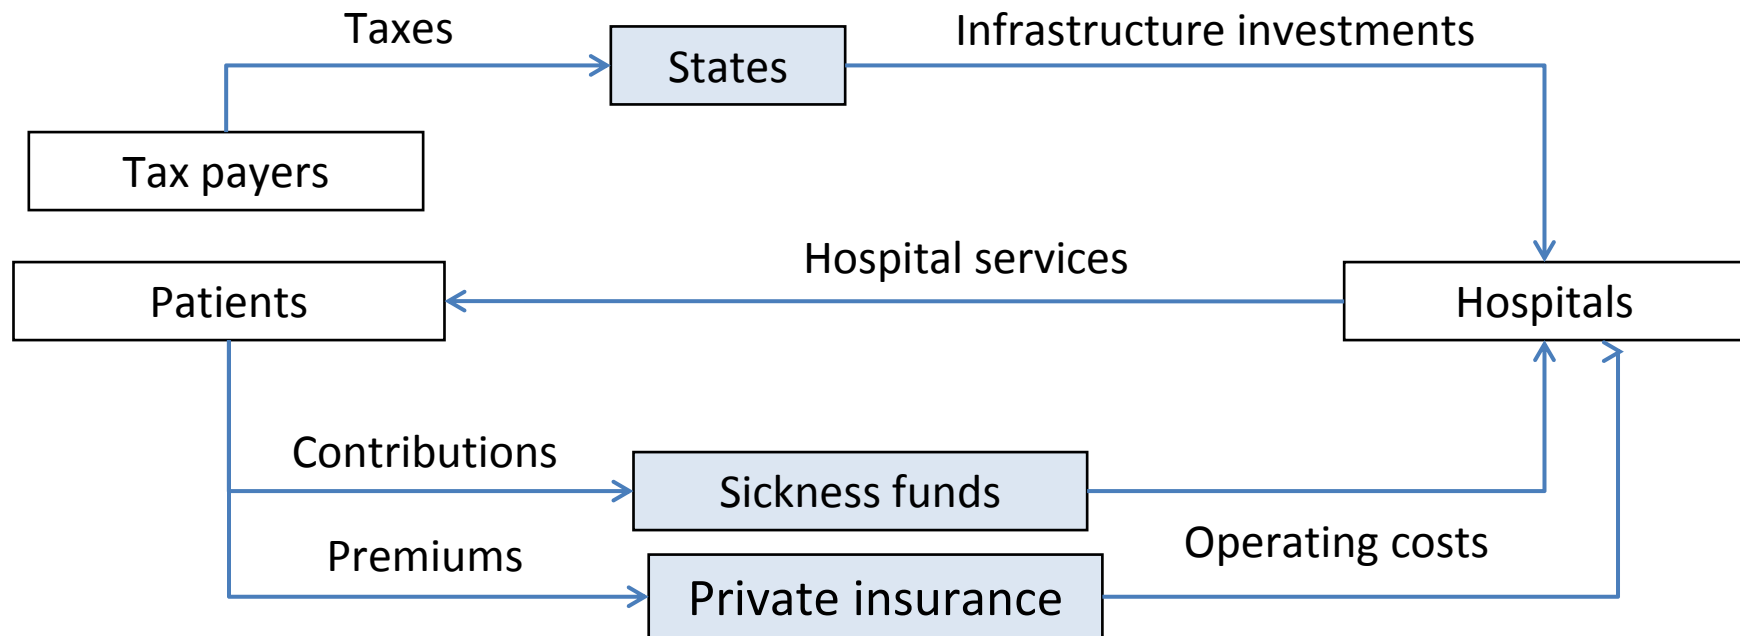 Taxes
States
Infrastructure investments
Tax payers
Hospital services
Patients
Hospitals
Contributions
Sickness funds
Premiums
Operating costs
Private insurance